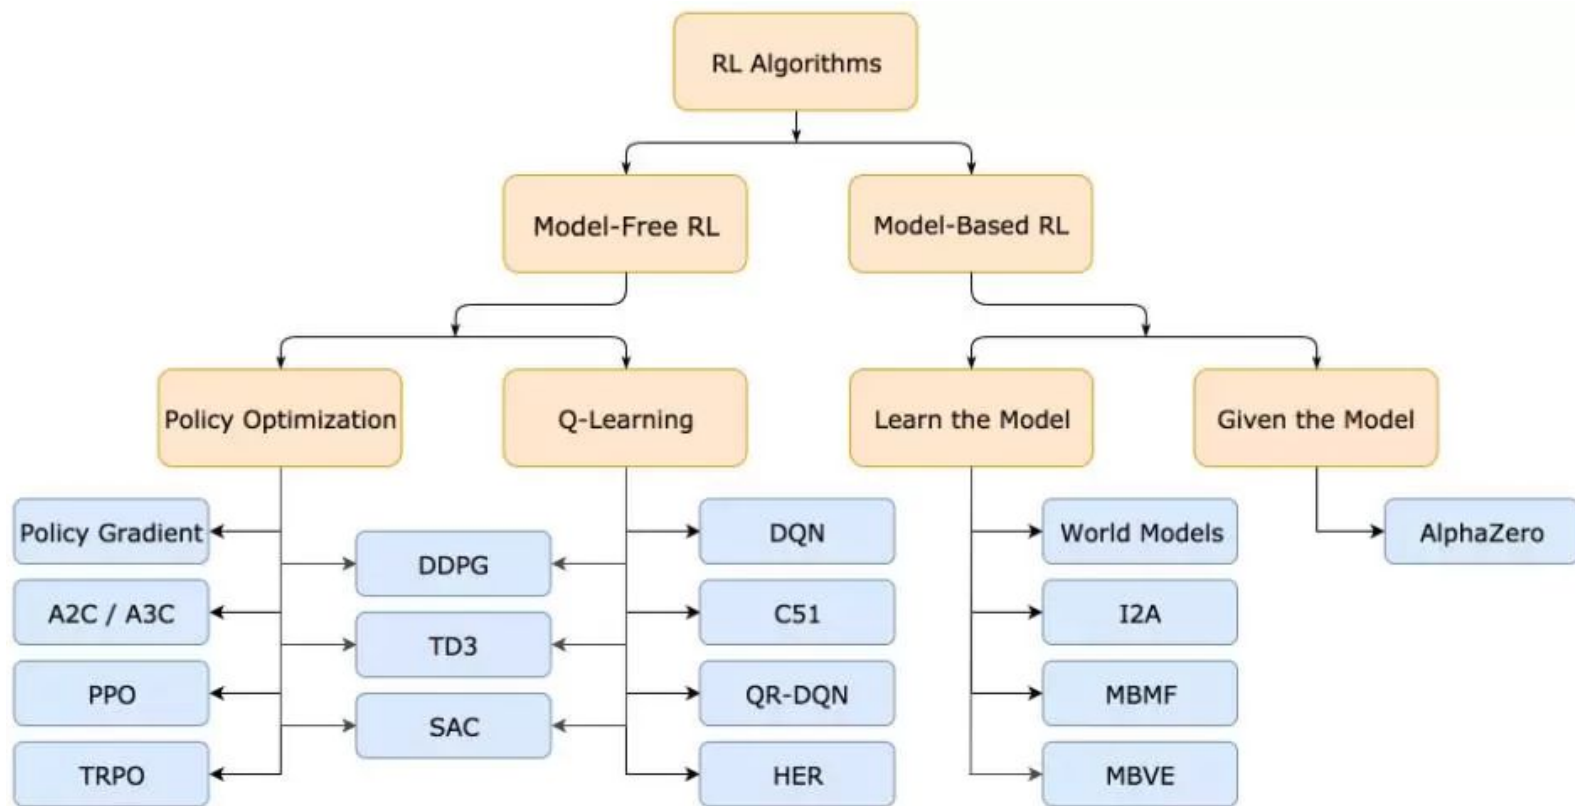 RL Algorithms
Model-Free RL
Model-Based RL
Policy Optimization
Q-Learning
Learn the Model
Given the Model
Policy Gradient
DDPG
DQN
World Models
AlphaZero
A2C / A3C
TD3
C51
I2A
PPO
SAC
QR-DQN
MBMF
TRPO
HER
MBVE